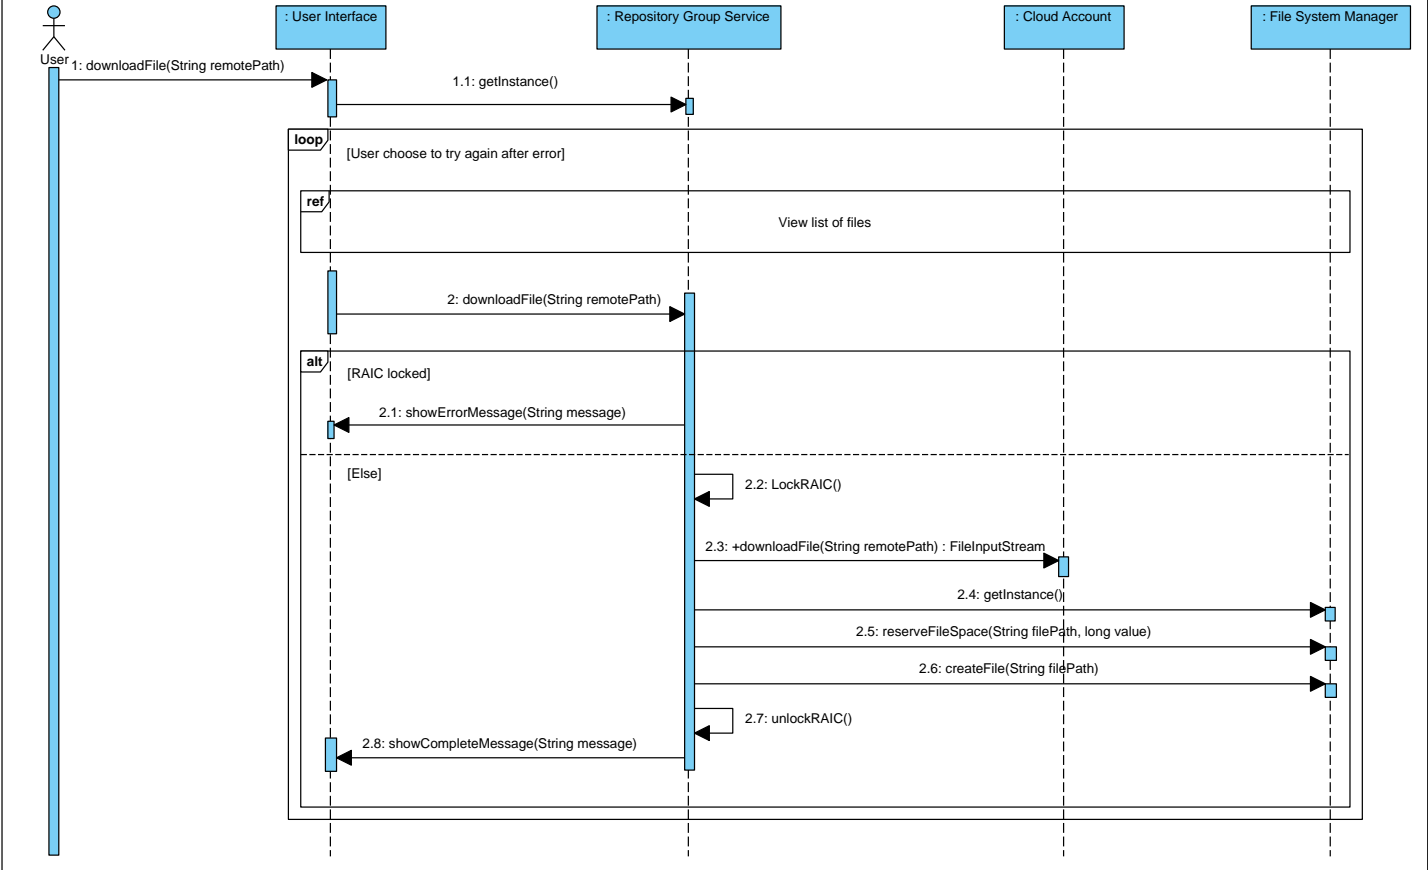 : User Interface
: Repository Group Service
: Cloud Account
: File System Manager
User
1: downloadFile(String remotePath)
1.1: getInstance()
loop
[User choose to try again after error]
ref
View list of files
2: downloadFile(String remotePath)
alt
[RAIC locked]
2.1: showErrorMessage(String message)
[Else]
2.2: LockRAIC()
2.3: +downloadFile(String remotePath) : FileInputStream
2.4: getInstance()
2.5: reserveFileSpace(String filePath, long value)
2.6: createFile(String filePath)
2.7: unlockRAIC()
2.8: showCompleteMessage(String message)